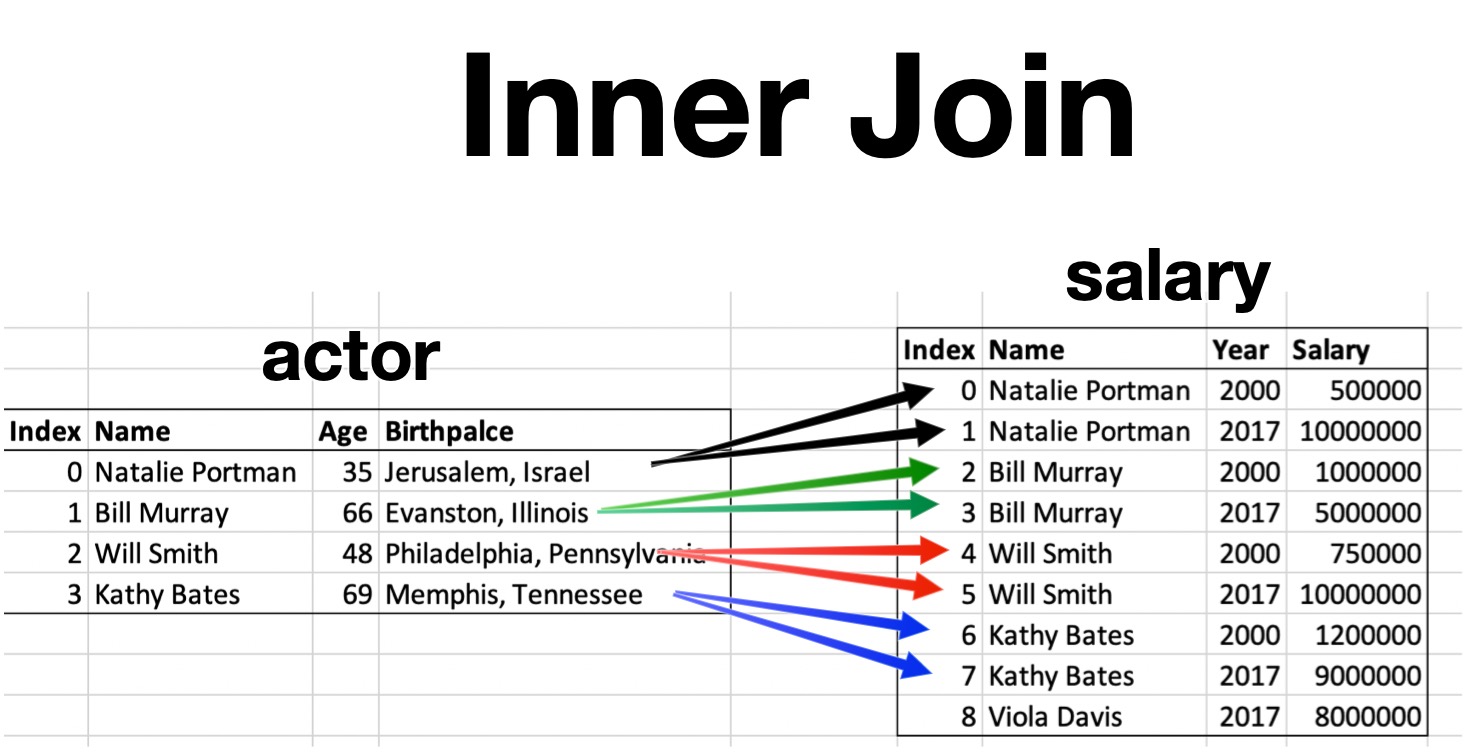 Inner Join
actor
Index Name Age Birthpalce
0 Natalie Portman 35 Jerusalem, Israel
1 Bill Murray 66 Evanston, Illinois
2 Will Smith 48 Philadelphia, Pennsylvania
3 Kathy Bates 69 Memphis, Tennessee
salary
Index Name Year Salary
0 Natalie Portman 2000 500000
1 Natalie Portman 2017 10000000
2 Bill Murray 2000 1000000
3 Bill Murray 2017 5000000
4 Will Smith 2000 750000
5 Will Smith 2017 10000000
6 Kathy Bates 2000 1200000
7 Kathy Bates 2017 9000000
8 Viola Davis 2017 8000000